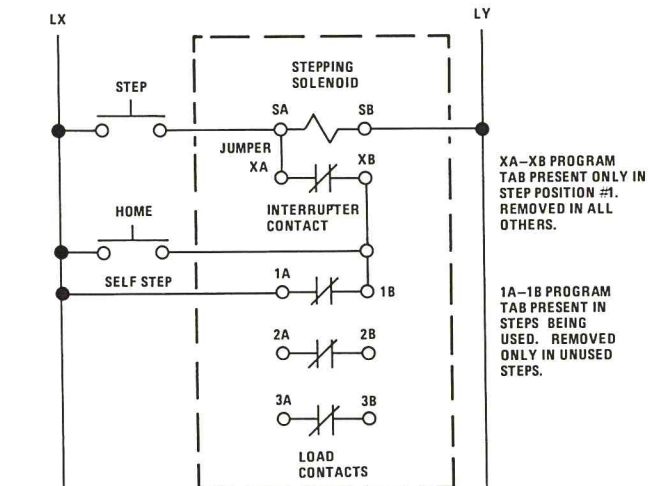 LX
LY
STEPPING
SOLENOID
STEP
SA
SB
JUMPER
XA
XB
INTERRUPTER
CONTACT
HOME
SELF STEP
1A
1B
2A
2B
3A
3B
LOAD
CONTACTS
XA–XB PROGRAM
TAB PRESENT ONLY IN
STEP POSITION #1.
REMOVED IN ALL
OTHERS.
1A–1B PROGRAM
TAB PRESENT IN
STEPS BEING
USED. REMOVED
ONLY IN UNUSED
STEPS.